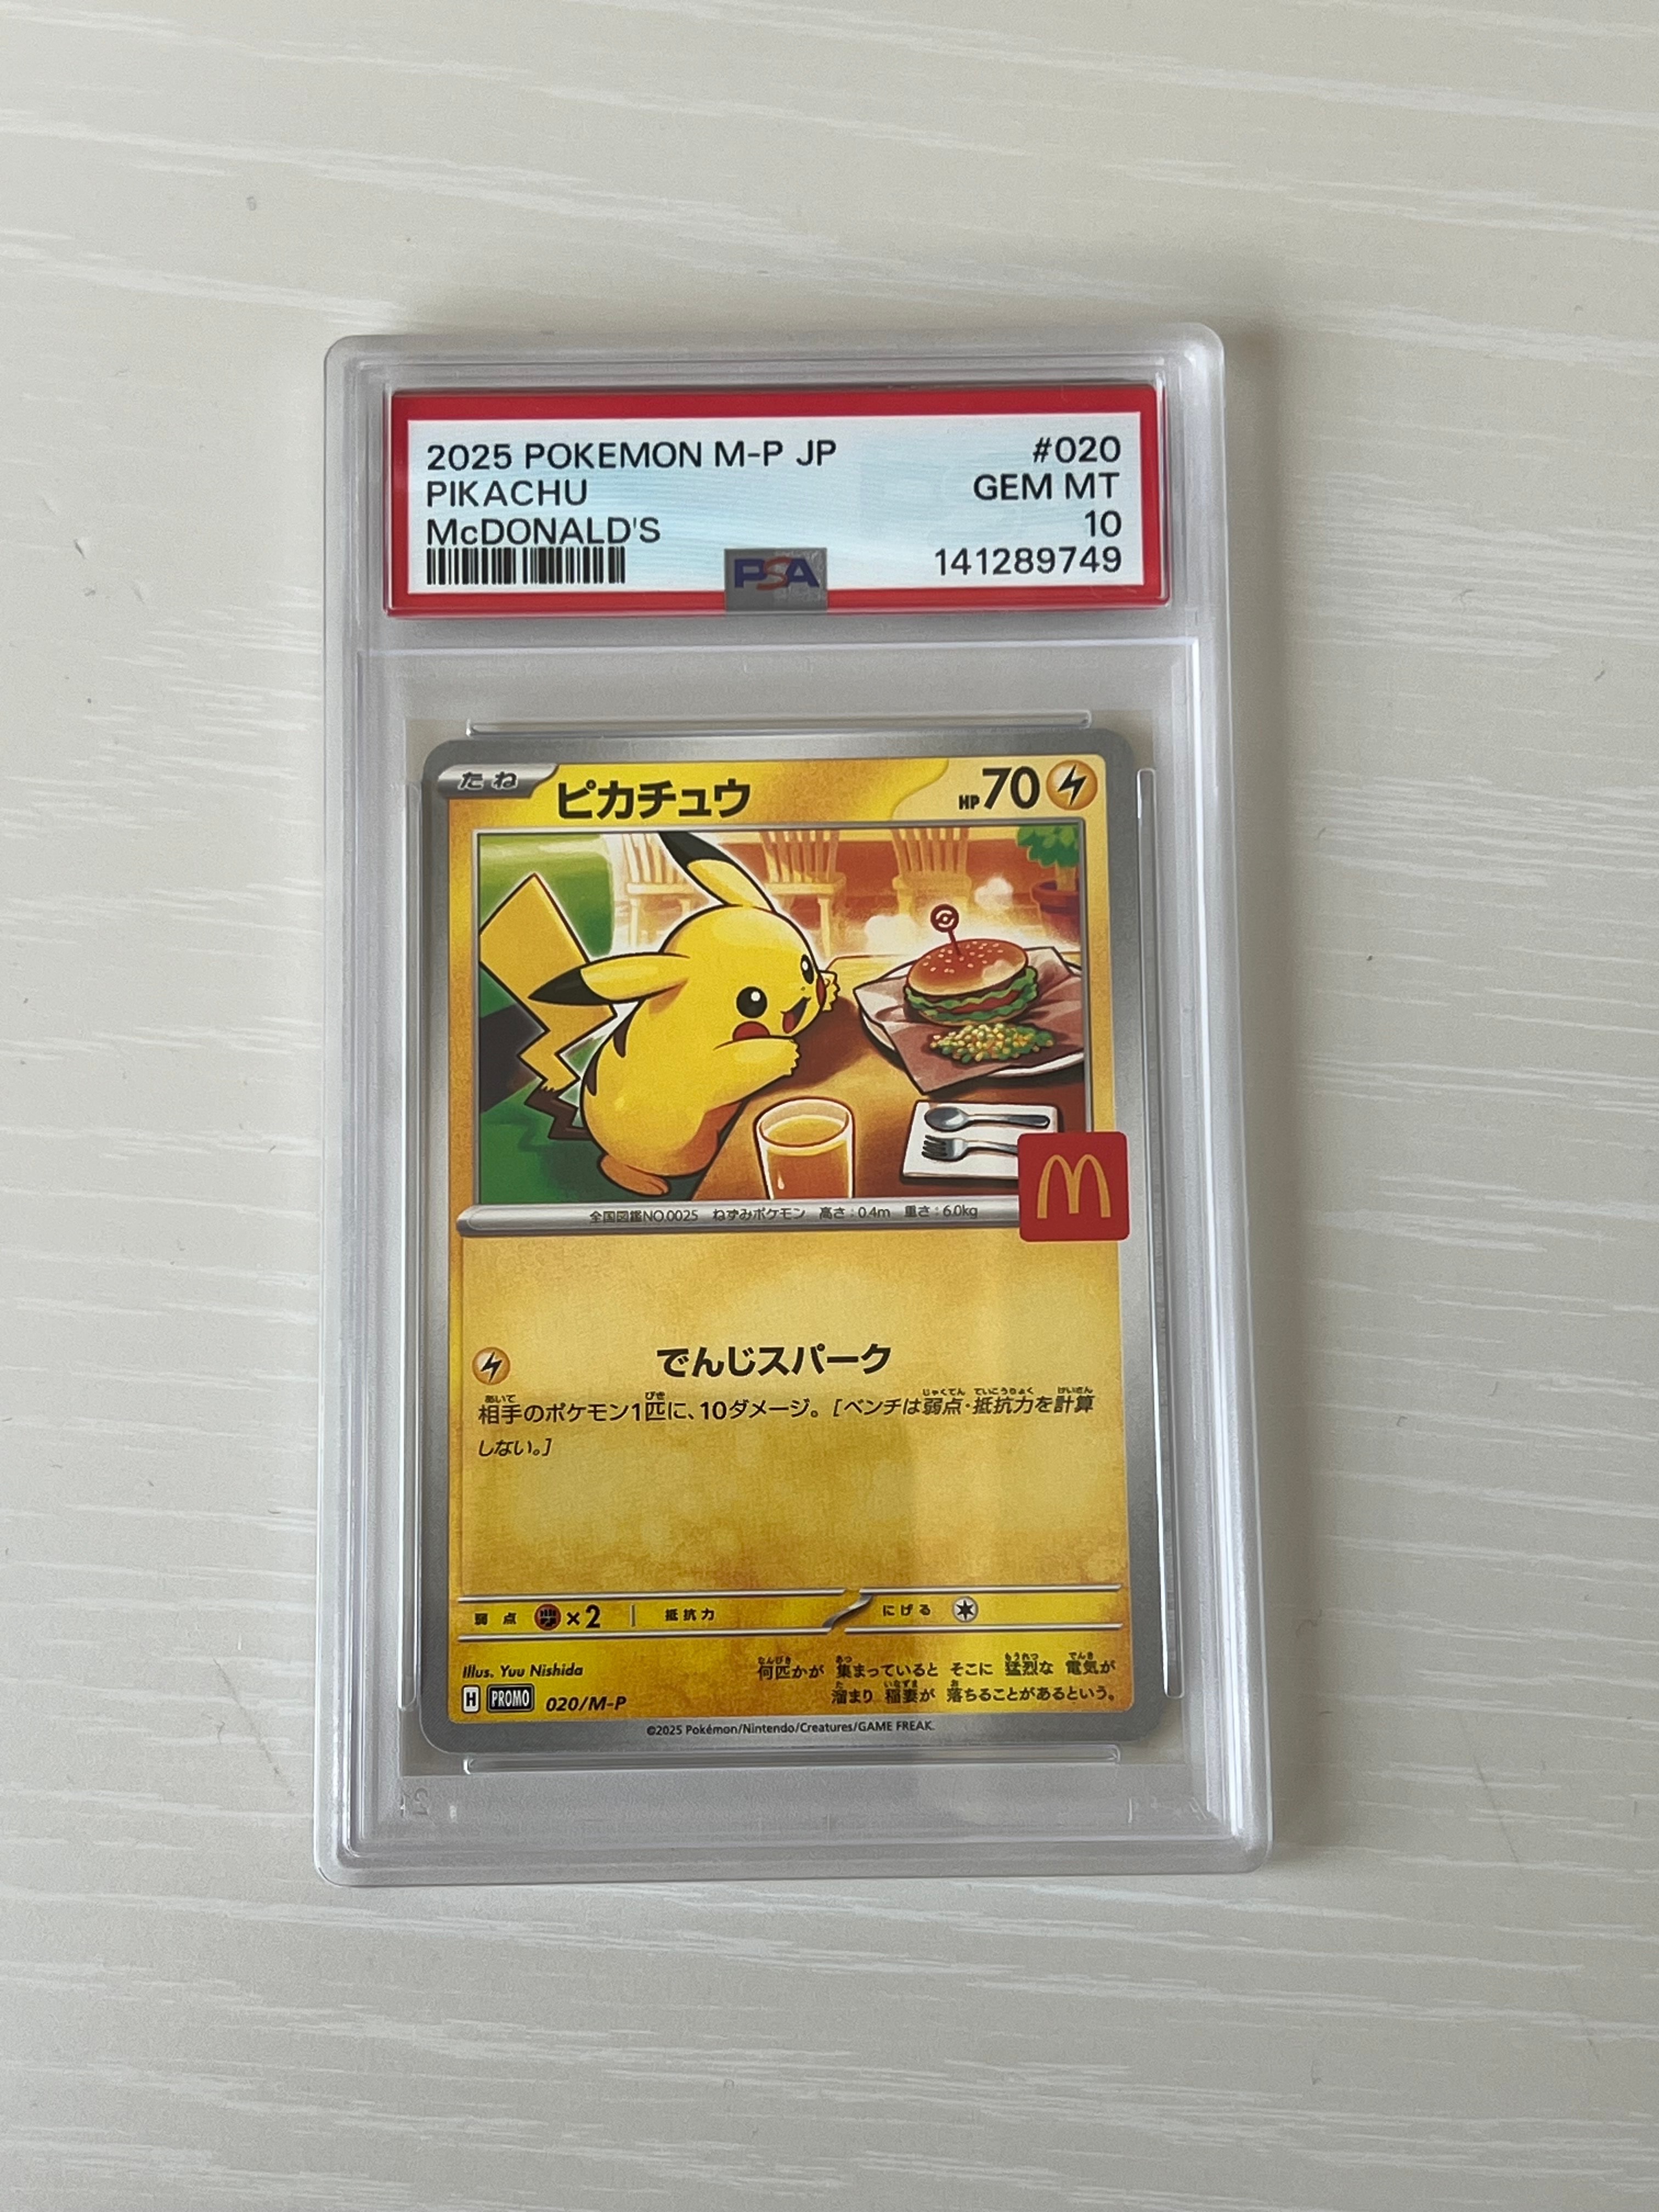 2025 POKEMON M-P JP #020
PIKACHU GEM MT
McDONALD'S 10
141289749
PSA
たね ピカチュウ HP70
全国図鑑NO.0025 ねずみポケモン 高さ:0.4m 重さ:6.0kg
でんじスパーク
相手のポケモン1匹に、10ダメージ。[ベンチは弱点・抵抗力を計算
しない。]
弱点 ×2 抵抗力 にげる
Illus. Yuu Nishida
何匹かが 集まっていると そこに 猛烈な 電気が
溜まり 稲妻が 落ちることがあるという。
H PROMO 020/M-P
©2025 Pokémon/Nintendo/Creatures/GAME FREAK.